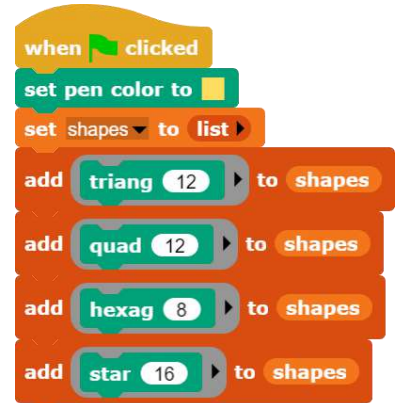 when clicked
set pen color to
set shapes to list
add triang 12 to shapes
add quad 12 to shapes
add hexag 8 to shapes
add star 16 to shapes